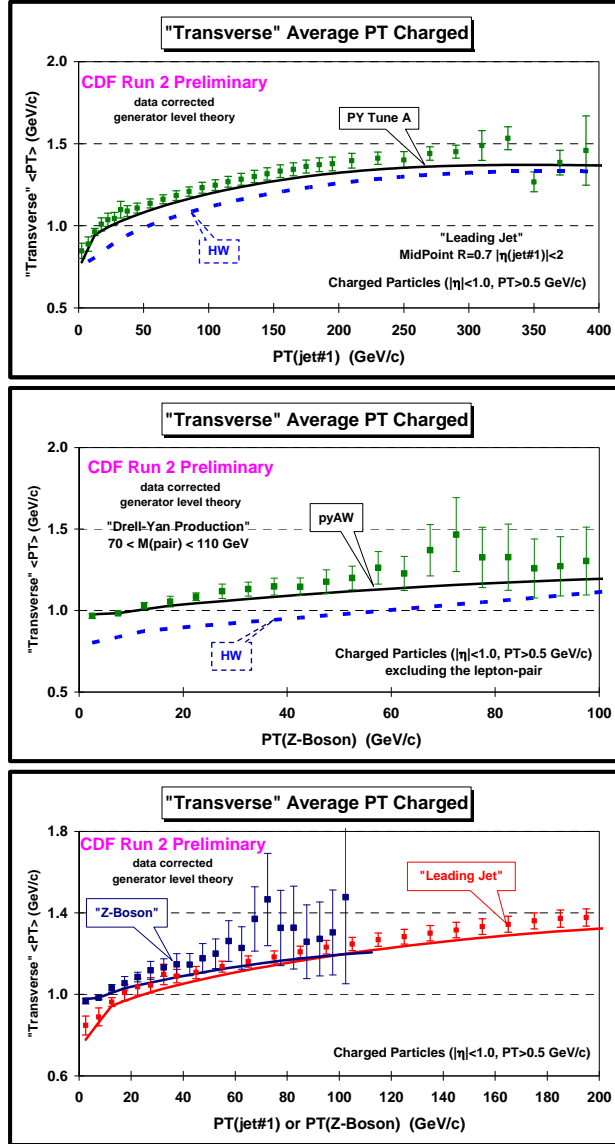 "Transverse" Average PT Charged
CDF Run 2 Preliminary
data corrected
generator level theory
PY Tune A
HW
"Leading Jet"
MidPoint R=0.7 |η(jet#1)|<2
Charged Particles (|η|<1.0, PT>0.5 GeV/c)
"Transverse" <PT> (GeV/c)
2.0
1.5
1.0
0.5
0 50 100 150 200 250 300 350 400
PT(jet#1) (GeV/c)
"Transverse" Average PT Charged
CDF Run 2 Preliminary
data corrected
generator level theory
"Drell-Yan Production"
70 < M(pair) < 110 GeV
pyAW
HW
Charged Particles (|η|<1.0, PT>0.5 GeV/c)
excluding the lepton-pair
"Transverse" <PT> (GeV/c)
2.0
1.5
1.0
0.5
0 20 40 60 80 100
PT(Z-Boson) (GeV/c)
"Transverse" Average PT Charged
CDF Run 2 Preliminary
data corrected
generator level theory
"Z-Boson"
"Leading Jet"
Charged Particles (|η|<1.0, PT>0.5 GeV/c)
"Transverse" <PT> (GeV/c)
1.8
1.4
1.0
0.6
0 20 40 60 80 100 120 140 160 180 200
PT(jet#1) or PT(Z-Boson) (GeV/c)